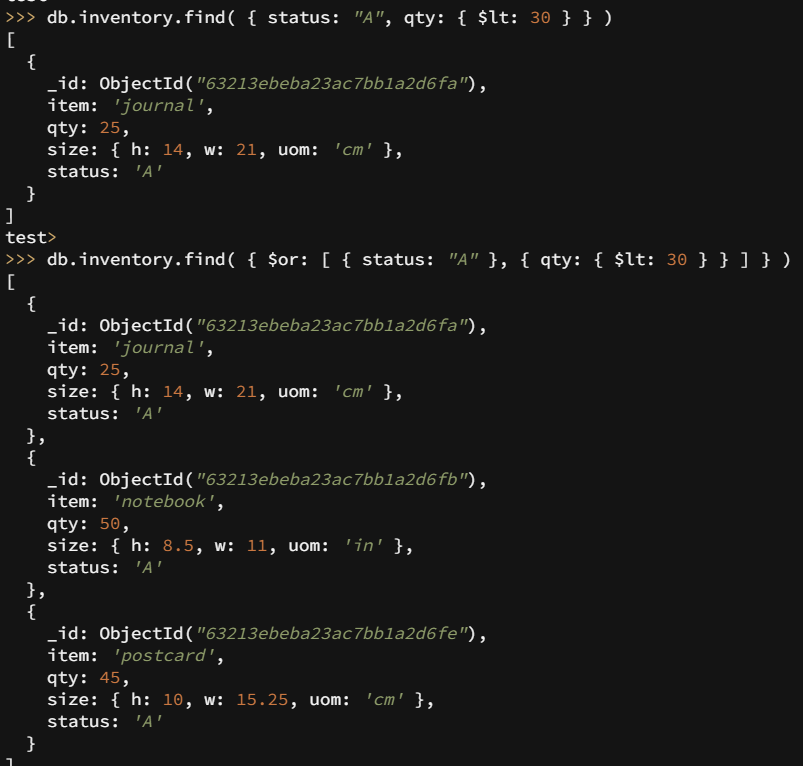 >>> db.inventory.find( { status: "A", qty: { $lt: 30 } } )
[
  {
    _id: ObjectId("63213ebeba23ac7bb1a2d6fa"),
    item: 'journal',
    qty: 25,
    size: { h: 14, w: 21, uom: 'cm' },
    status: 'A'
  }
]
test>
>>> db.inventory.find( { $or: [ { status: "A" }, { qty: { $lt: 30 } } ] } )
[
  {
    _id: ObjectId("63213ebeba23ac7bb1a2d6fa"),
    item: 'journal',
    qty: 25,
    size: { h: 14, w: 21, uom: 'cm' },
    status: 'A'
  },
  {
    _id: ObjectId("63213ebeba23ac7bb1a2d6fb"),
    item: 'notebook',
    qty: 50,
    size: { h: 8.5, w: 11, uom: 'in' },
    status: 'A'
  },
  {
    _id: ObjectId("63213ebeba23ac7bb1a2d6fe"),
    item: 'postcard',
    qty: 45,
    size: { h: 10, w: 15.25, uom: 'cm' },
    status: 'A'
  }
]